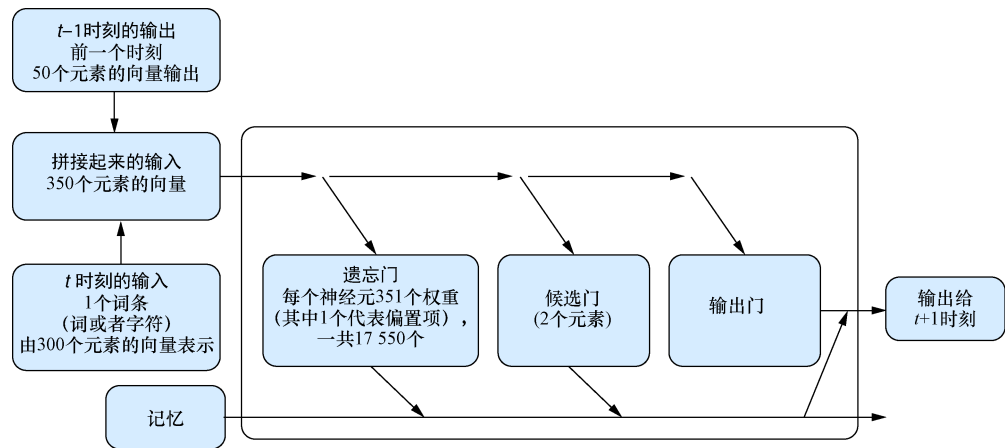 t–1时刻的输出
前一个时刻
50个元素的向量输出
拼接起来的输入
350个元素的向量
t 时刻的输入
1个词条
(词或者字符)
由300个元素的向量表示
记忆
遗忘门
每个神经元351个权重
(其中1个代表偏置项)，
一共17 550个
候选门
(2个元素)
输出门
输出给
t+1时刻